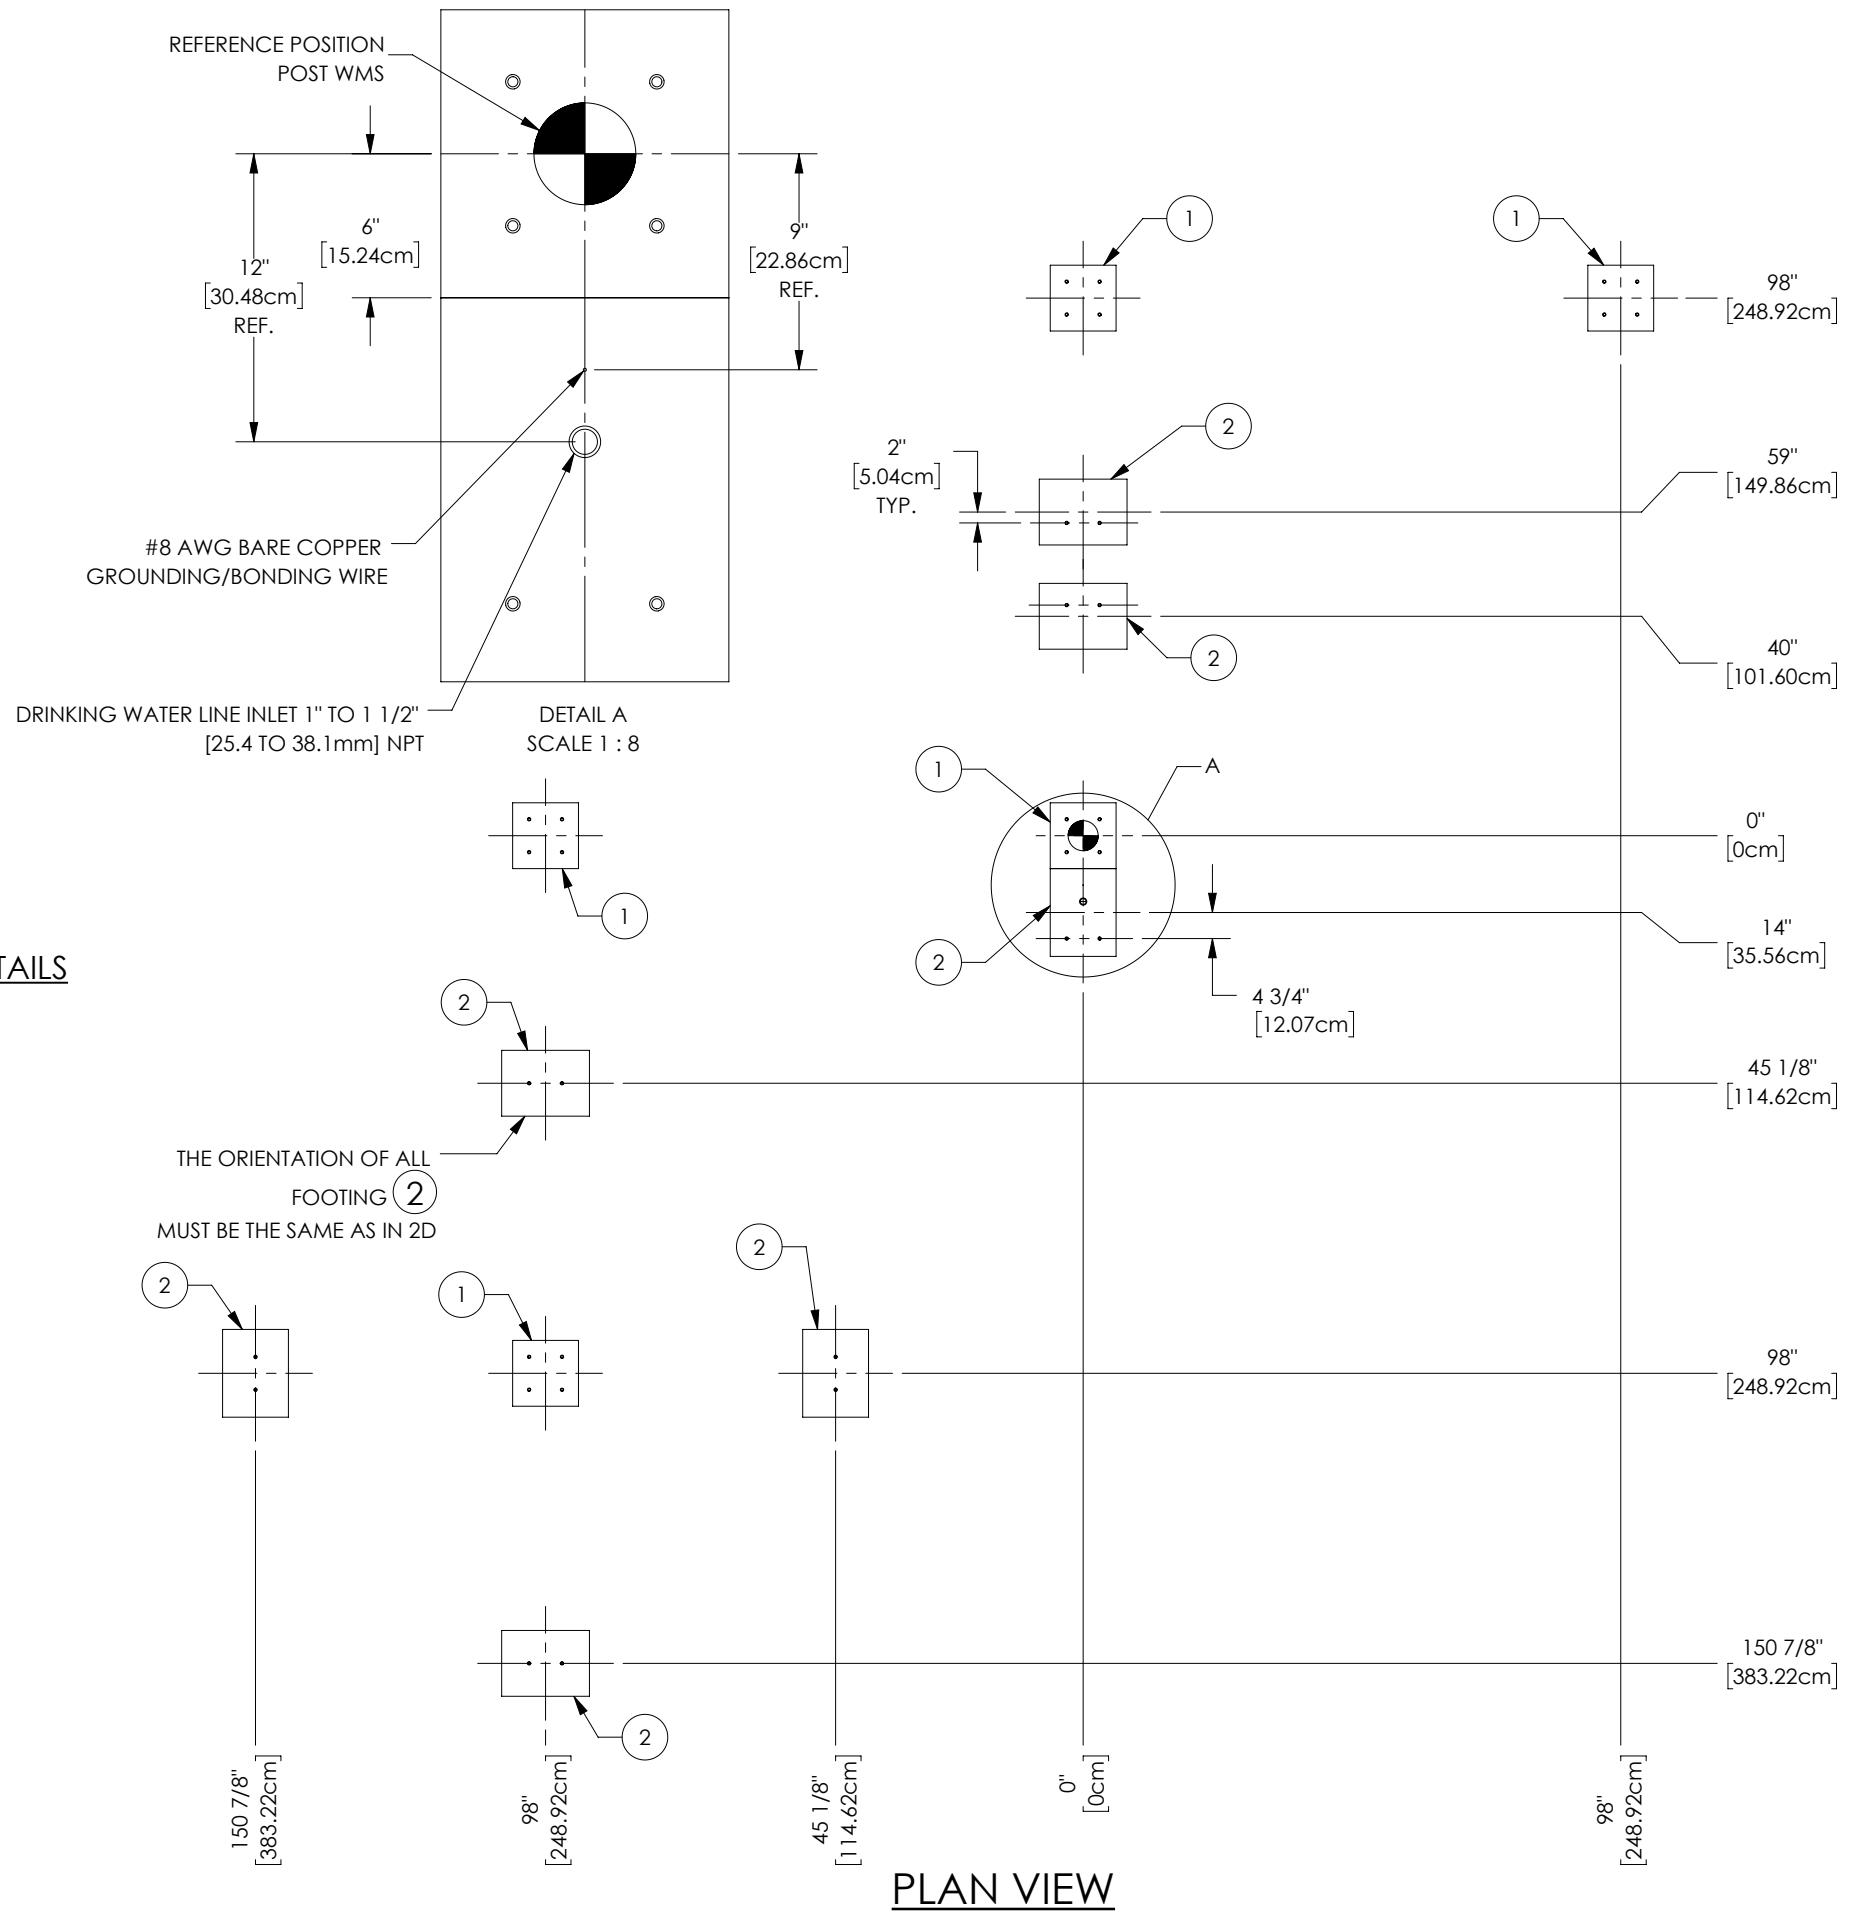 REFERENCE POSITION
POST WMS
6"
[15.24cm]
12"
[30.48cm]
REF.
9"
[22.86cm]
REF.
#8 AWG BARE COPPER
GROUNDING/BONDING WIRE
DRINKING WATER LINE INLET 1" TO 1 1/2"
[25.4 TO 38.1mm] NPT
DETAIL A
SCALE 1 : 8
1
1
98"
[248.92cm]
2
2"
[5.04cm]
TYP.
59"
[149.86cm]
2
40"
[101.60cm]
1
A
0"
[0cm]
1
2
14"
[35.56cm]
4 3/4"
[12.07cm]
TAILS
2
45 1/8"
[114.62cm]
THE ORIENTATION OF ALL
FOOTING 2
MUST BE THE SAME AS IN 2D
2
1
2
98"
[248.92cm]
150 7/8"
[383.22cm]
2
150 7/8"
[383.22cm]
98"
[248.92cm]
45 1/8"
[114.62cm]
0"
[0cm]
98"
[248.92cm]
PLAN VIEW